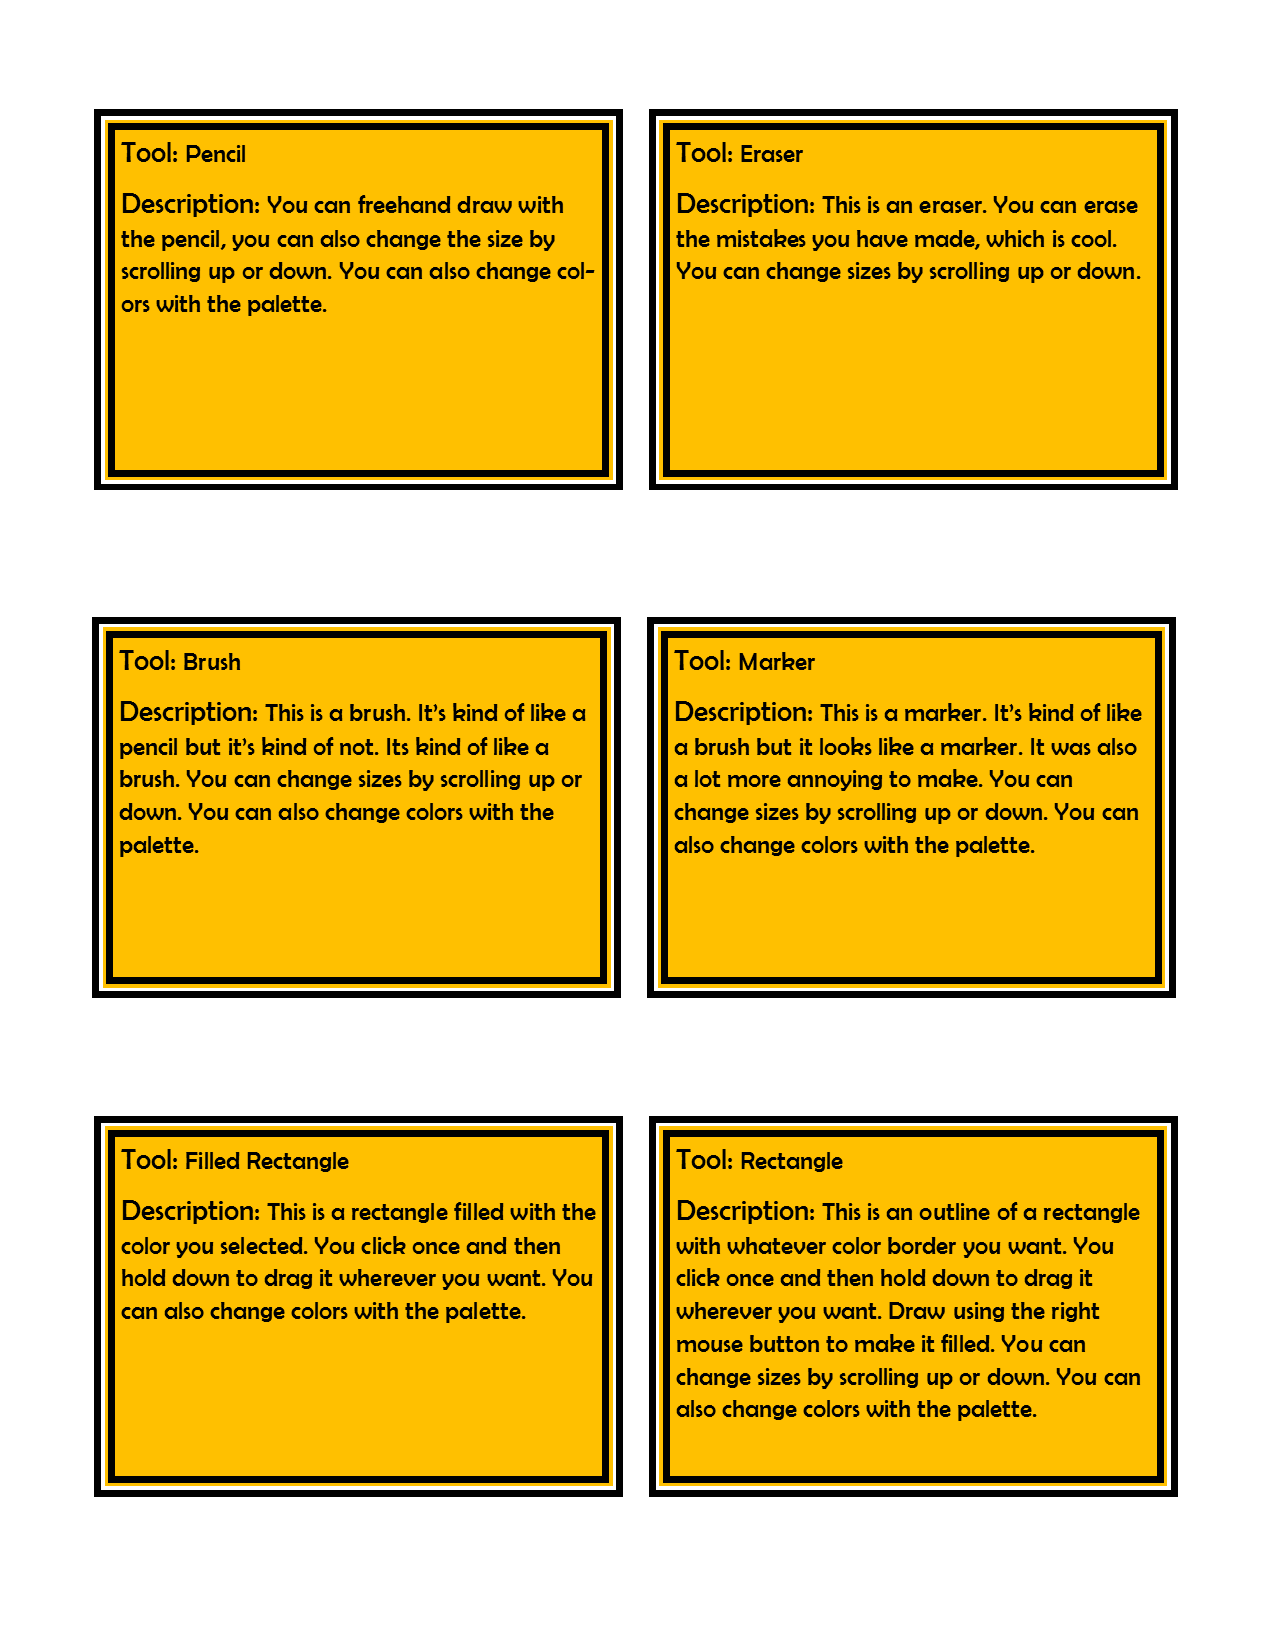 Tool: Pencil
Description: You can freehand draw with
the pencil, you can also change the size by
scrolling up or down. You can also change col-
ors with the palette.
Tool: Eraser
Description: This is an eraser. You can erase
the mistakes you have made, which is cool.
You can change sizes by scrolling up or down.
Tool: Brush
Description: This is a brush. It’s kind of like a
pencil but it’s kind of not. Its kind of like a
brush. You can change sizes by scrolling up or
down. You can also change colors with the
palette.
Tool: Marker
Description: This is a marker. It’s kind of like
a brush but it looks like a marker. It was also
a lot more annoying to make. You can
change sizes by scrolling up or down. You can
also change colors with the palette.
Tool: Filled Rectangle
Description: This is a rectangle filled with the
color you selected. You click once and then
hold down to drag it wherever you want. You
can also change colors with the palette.
Tool: Rectangle
Description: This is an outline of a rectangle
with whatever color border you want. You
click once and then hold down to drag it
wherever you want. Draw using the right
mouse button to make it filled. You can
change sizes by scrolling up or down. You can
also change colors with the palette.